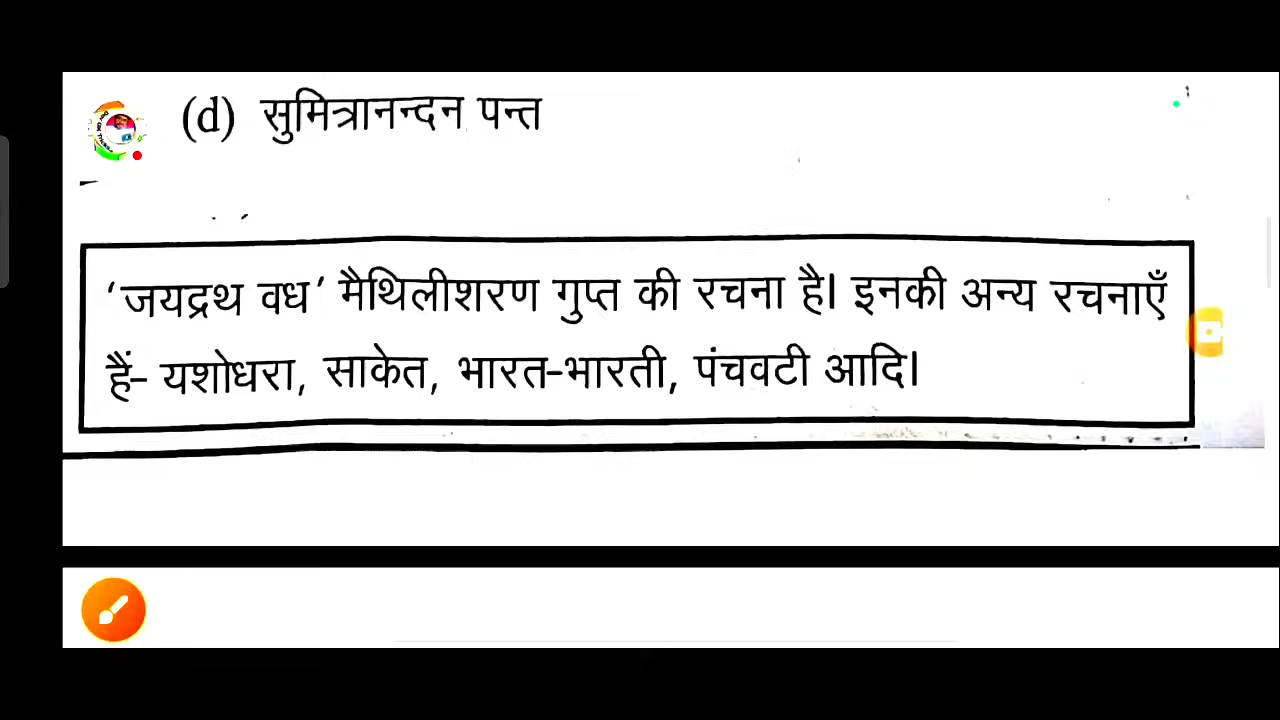 (d) सुमित्रानन्दन पन्त
‘जयद्रथ वध’ मैथिलीशरण गुप्त की रचना है। इनकी अन्य रचनाएँ
हैं- यशोधरा, साकेत, भारत-भारती, पंचवटी आदि।